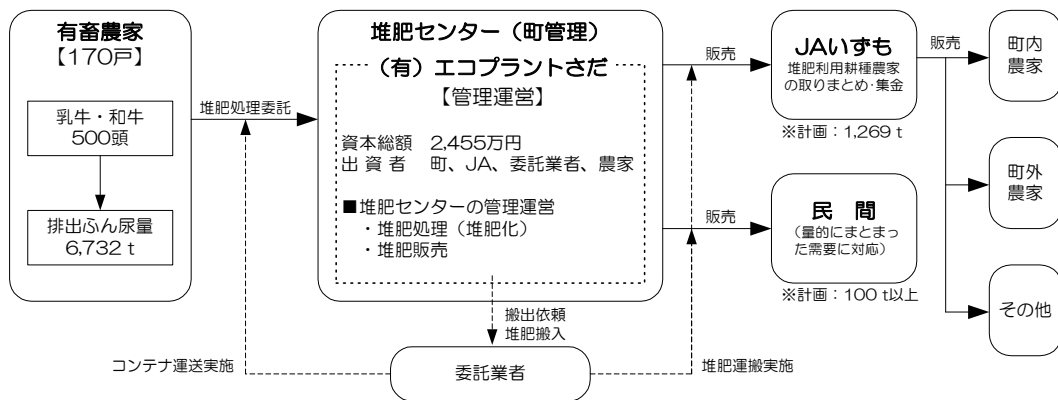 有畜農家
【170戸】
乳牛・和牛
500頭
排出ふん尿量
6,732 t
堆肥処理委託
堆肥センター（町管理）
（有）エコプラントさだ
【管理運営】
資本総額　2,455万円
出 資 者　町、JA、委託業者、農家
■堆肥センターの管理運営
・堆肥処理（堆肥化）
・堆肥販売
搬出依頼
堆肥搬入
コンテナ運送実施
委託業者
堆肥運搬実施
販売
JAいずも
堆肥利用耕種農家
の取りまとめ･集金
※計画：1,269 t
販売
民　間
（量的にまとまっ
た需要に対応）
※計画：100 t以上
販売
町内
農家
町外
農家
その他